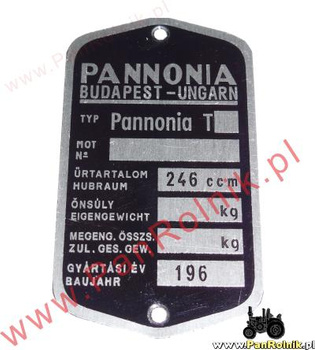 PANNONIA
BUDAPEST-UNGARN
TYP Pannonia T
MOT
Nº
ŰRTARTALOM
HUBRAUM 246 ccm
ÖNSÚLY
EIGENGEWICHT kg
MEGENG. ÖSSZS.
ZUL. GES. GEW. kg
GYÁRTÁSI ÉV
BAUJAHR 196
www.PanRolnik.pl
www.PanRolnik.pl